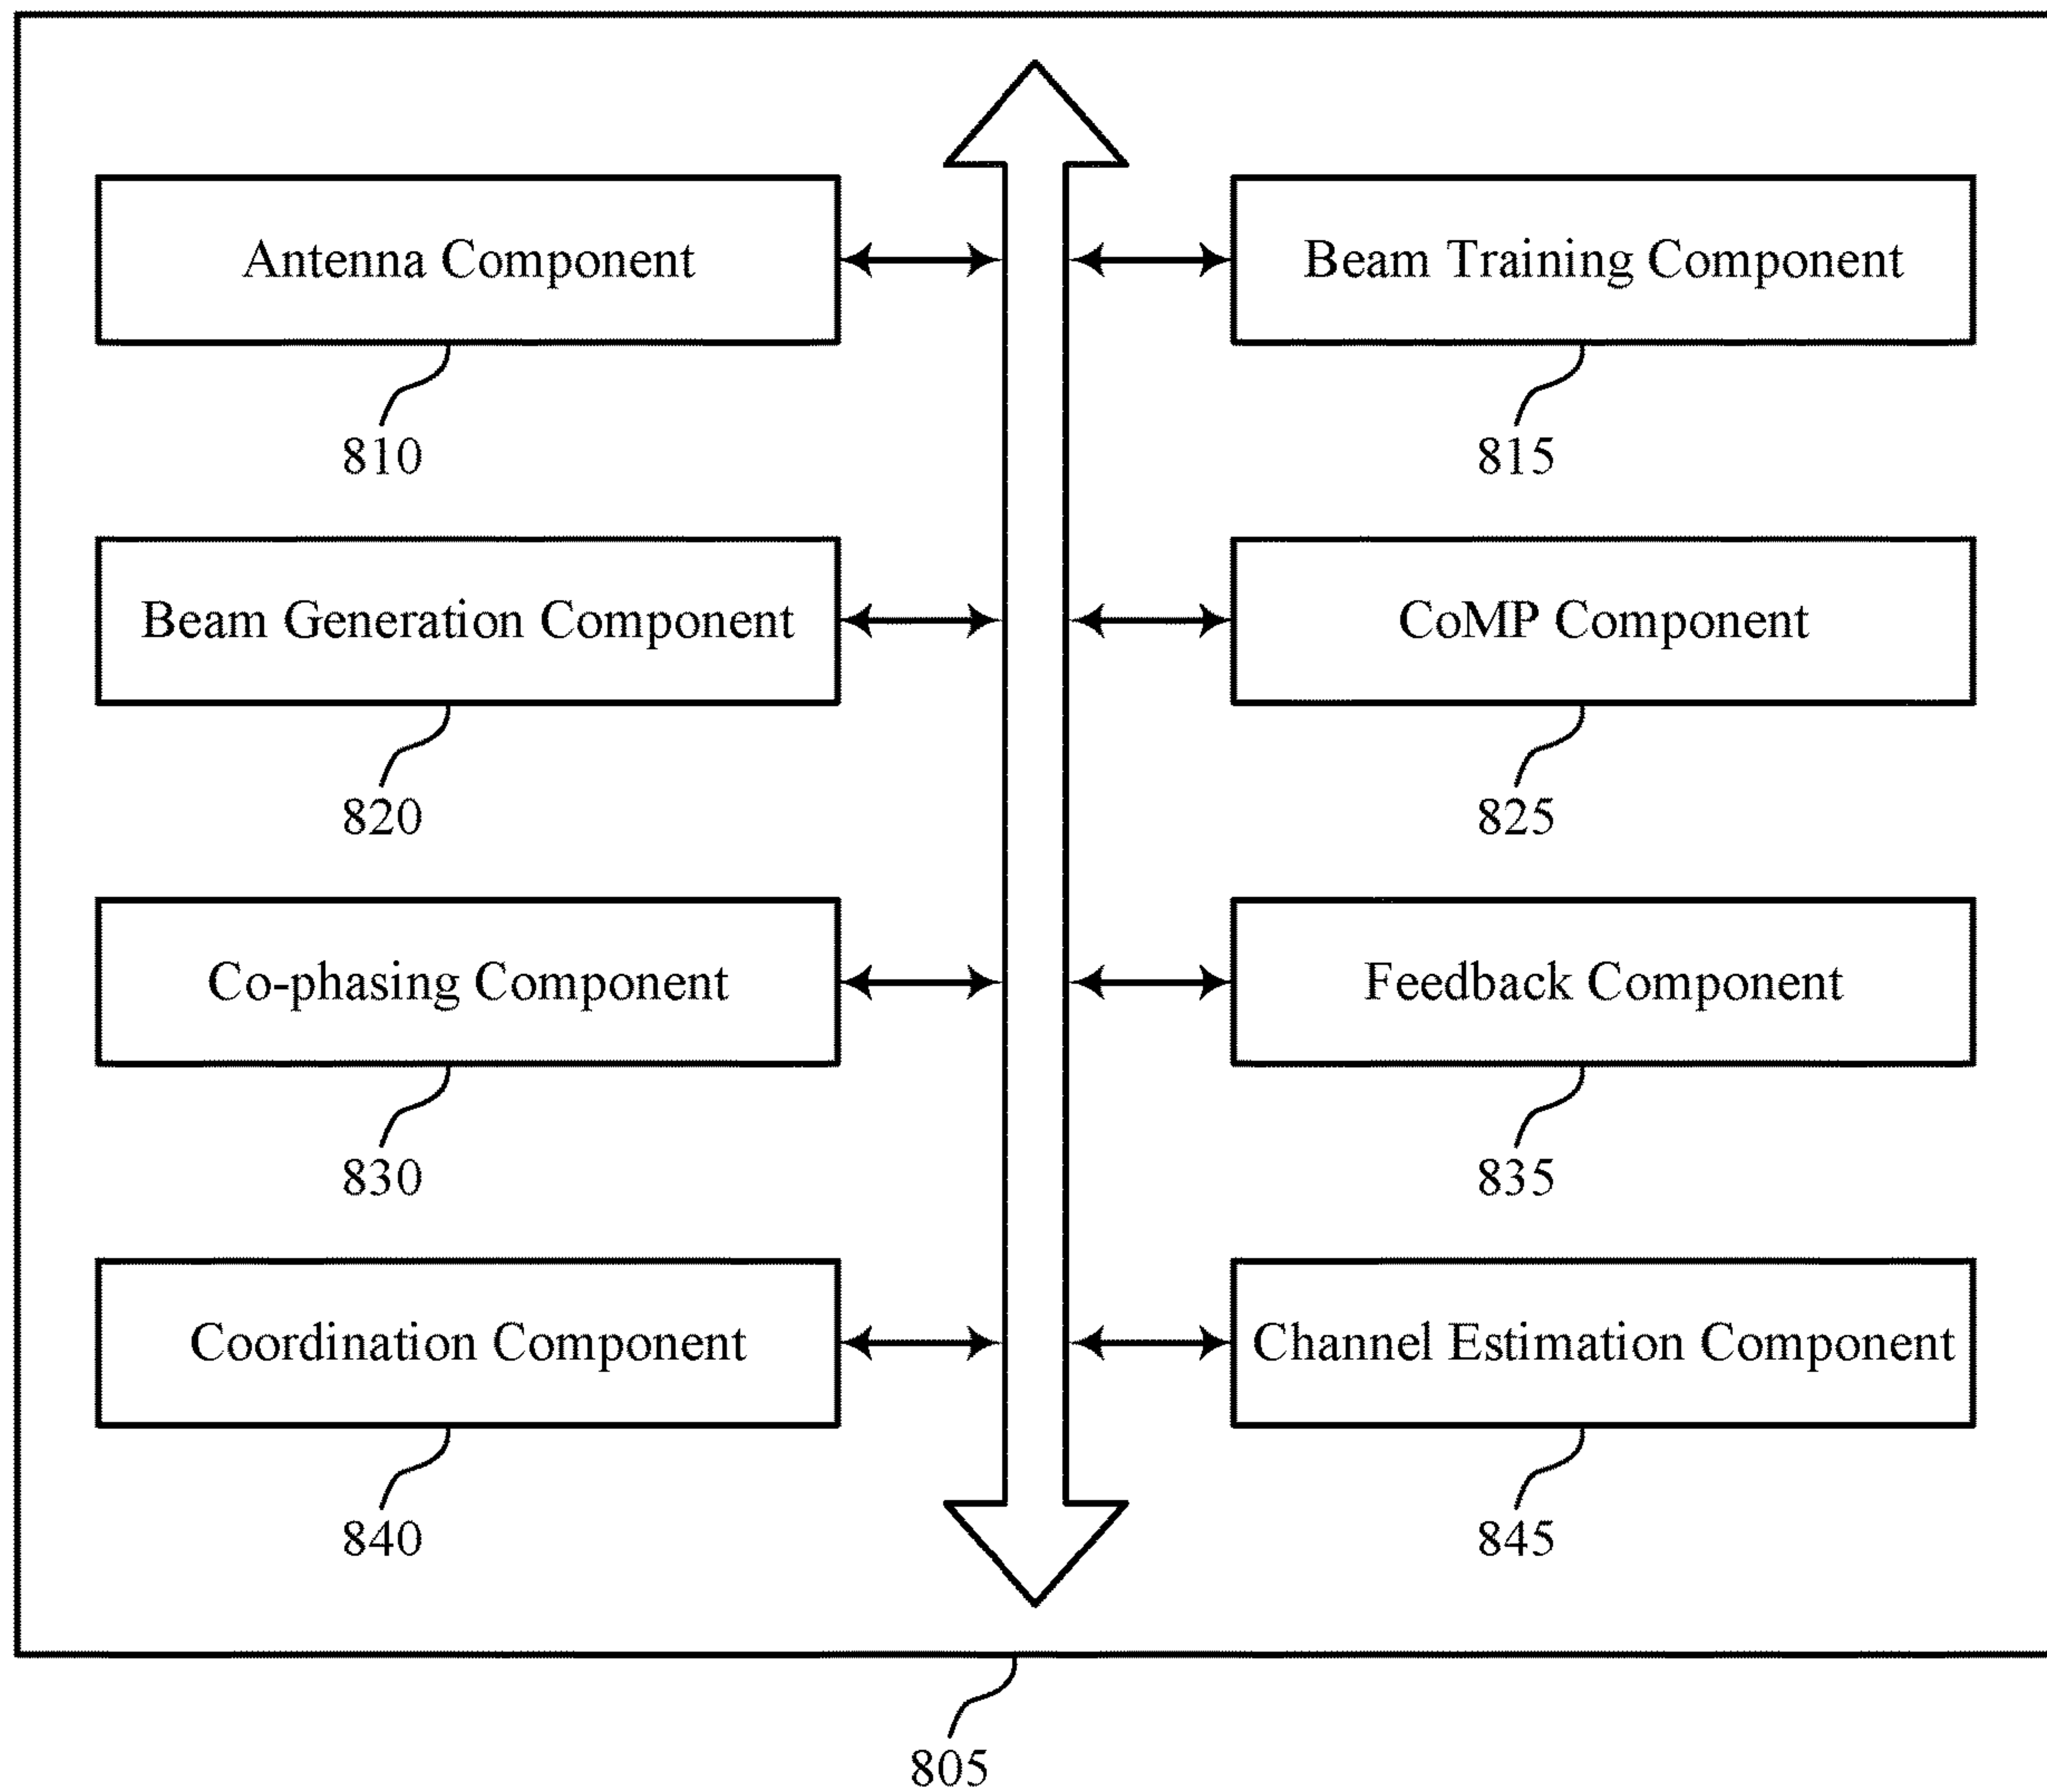 Antenna Component
Beam Training Component
810
815
Beam Generation Component
CoMP Component
820
825
Co-phasing Component
Feedback Component
830
835
Coordination Component
Channel Estimation Component
840
845
805